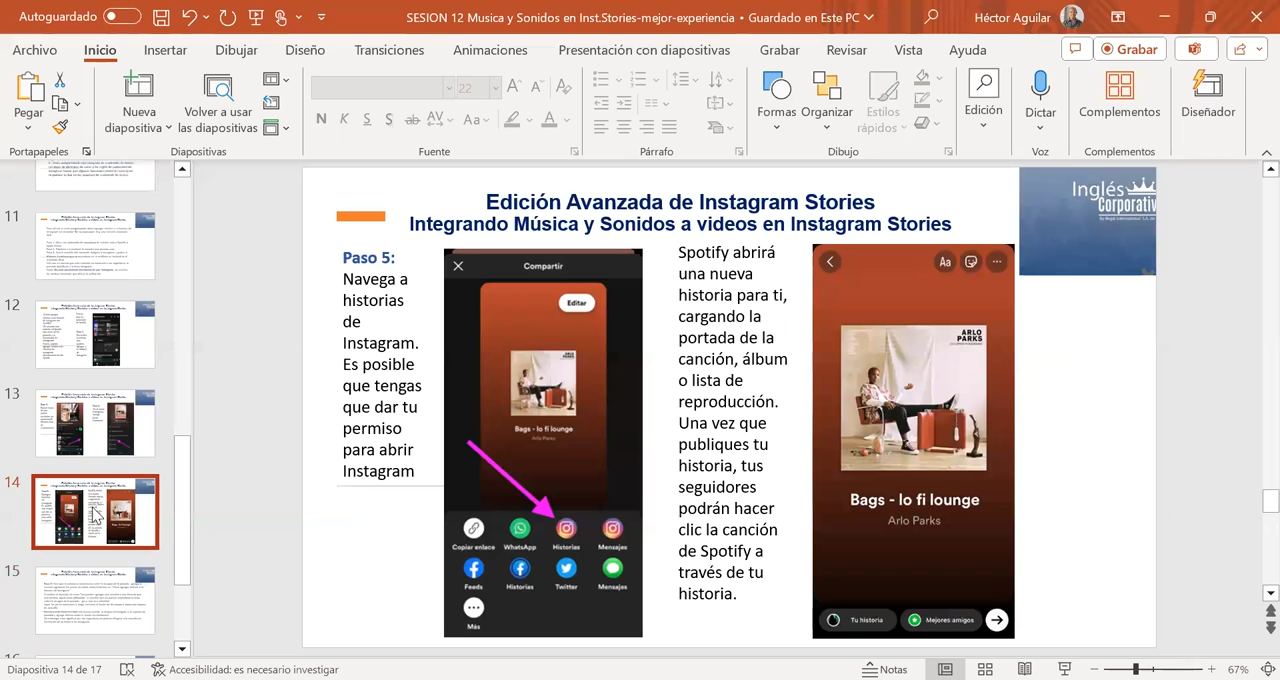 Autoguardado
SESION 12 Musica y Sonidos en Inst.Stories-mejor-experiencia • Guardado en Este PC
Héctor Aguilar
Archivo Inicio Insertar Dibujar Diseño Transiciones Animaciones Presentación con diapositivas Grabar Revisar Vista Ayuda
Grabar
22
Pegar
Nueva
diapositiva
Volver a usar
las diapositivas
N K S S ab AV Aa A
Formas
Organizar
Estilos
rápidos
Edición
Dictar
Complementos
Diseñador
Portapapeles
Diapositivas
Fuente
Párrafo
Dibujo
Voz
Complementos
11
12
13
14
15
Edición Avanzada de Instagram Stories
Integrando Música y Sonidos a videos en Instagram Stories
Inglés
Corporativ
Paso 5:
Navega a
historias
de
Instagram.
Es posible
que tengas
que dar tu
permiso
para abrir
Instagram
Compartir
Editar
Bags - lo fi lounge
Arlo Parks
Copiar enlace WhatsApp Historias Mensajes
Feeds Historias Twitter Mensajes
Más
Spotify abrirá
una nueva
historia para ti,
cargando la
portada de la
canción, álbum
o lista de
reproducción.
Una vez que
publiques tu
historia, tus
seguidores
podrán hacer
clic la canción
de Spotify a
través de tu
historia.
Aa
ARLO
PARKS
Bags - lo fi lounge
Arlo Parks
Tu historia
Mejores amigos
Diapositiva 14 de 17
Accesibilidad: es necesario investigar
Notas
67%